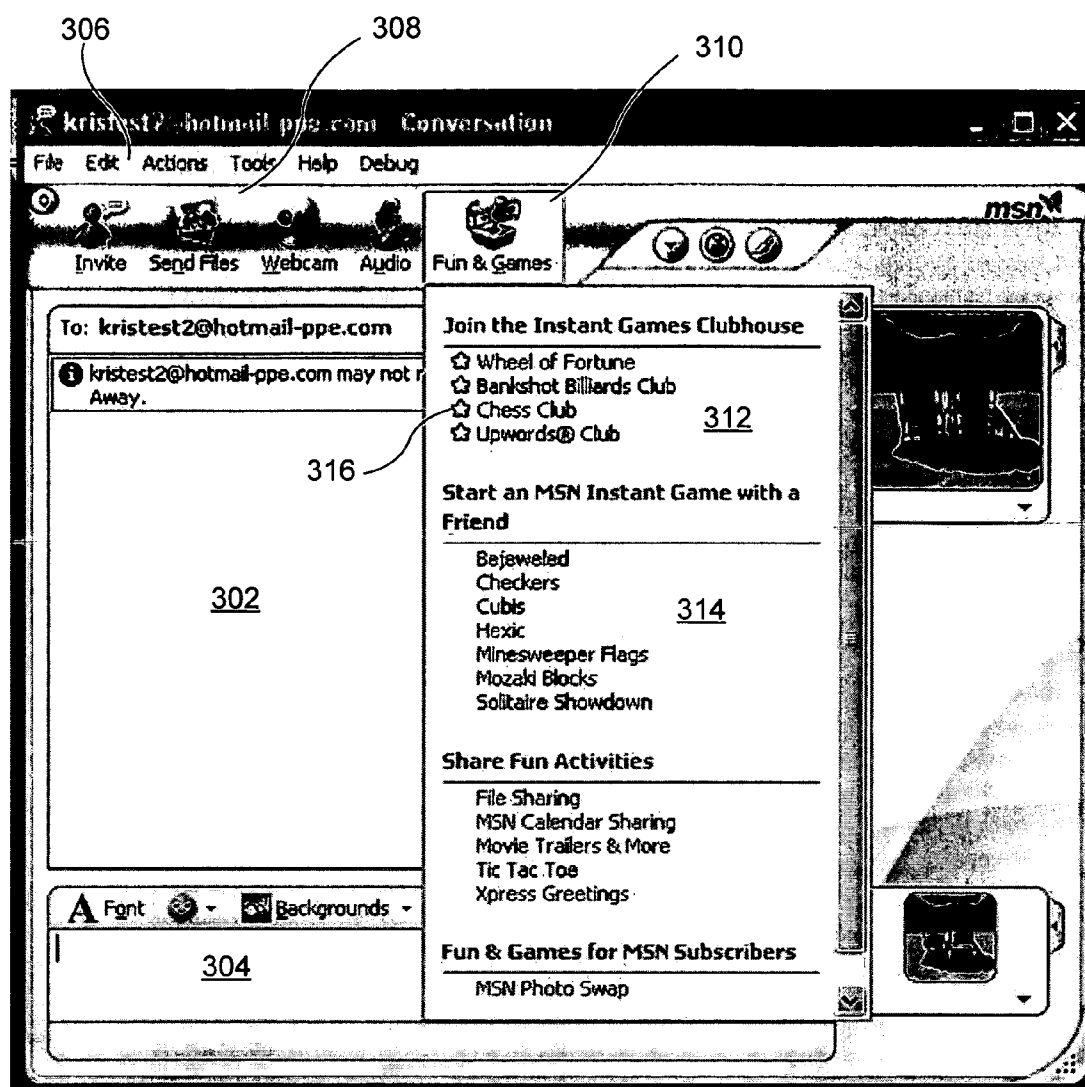 306
308
310
kristest2@hotmail-ppe.com - Conversation
File Edit Actions Tools Help Debug
msn
Invite Send Files Webcam Audio Fun & Games
To: kristest2@hotmail-ppe.com
kristest2@hotmail-ppe.com may not r
Away.
Join the Instant Games Clubhouse
Wheel of Fortune
Bankshot Billiards Club
Chess Club
Upwords® Club
312
316
Start an MSN Instant Game with a
Friend
Bejeweled
Checkers
Cubis
Hexic
Minesweeper Flags
Mozaki Blocks
Solitaire Showdown
302
314
Share Fun Activities
File Sharing
MSN Calendar Sharing
Movie Trailers & More
Tic Tac Toe
Xpress Greetings
Font Backgrounds
304
Fun & Games for MSN Subscribers
MSN Photo Swap